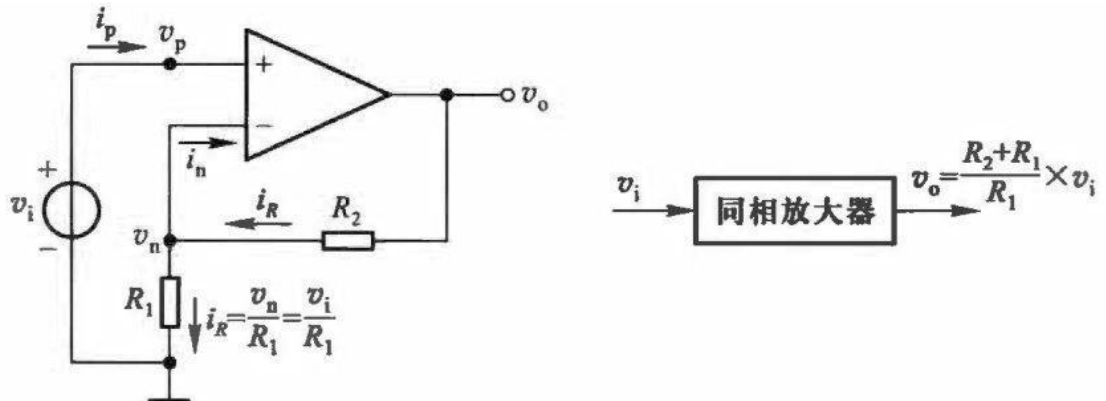 i_p
v_p
+
−
v_o
i_n
+
v_i
−
i_R
R_2
v_n
R_1
i_R=v_n/R_1=v_i/R_1
v_i
同相放大器
v_o=(R_2+R_1)/R_1×v_i